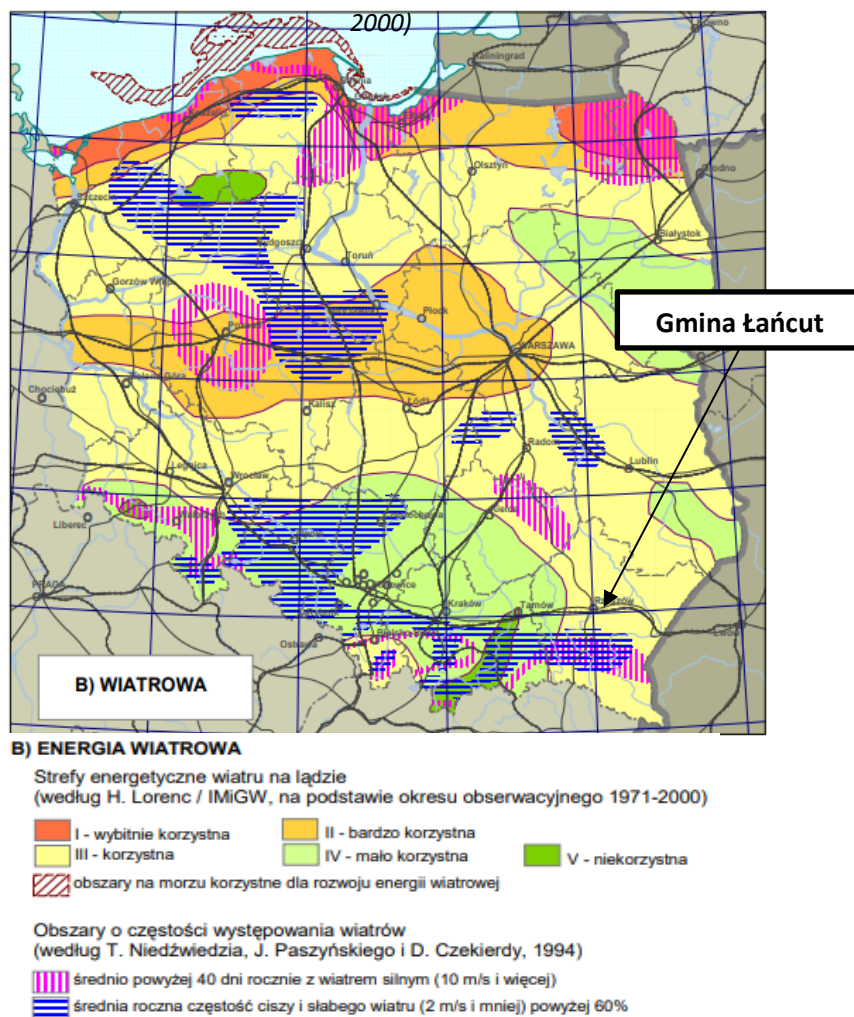 2000)
Kaliningrad
Gdynia
Olsztyn
Grodno
Szczecin
Bydgoszcz
Białystok
Toruń
Gorzów Wlkp.
Płock
Gmina Łańcut
Poznań
WARSZAWA
Zielona Góra
Chociebuż
Kalisz
Łódź
Radom
Lublin
Legnica
Wrocław
Liberec
Kielce
PRAGA
Katowice
Kraków
Tarnów
Rzeszów
Lwów
Ostrawa
B) WIATROWA
B) ENERGIA WIATROWA
Strefy energetyczne wiatru na lądzie
(według H. Lorenc / IMiGW, na podstawie okresu obserwacyjnego 1971-2000)
I - wybitnie korzystna
II - bardzo korzystna
III - korzystna
IV - mało korzystna
V - niekorzystna
obszary na morzu korzystne dla rozwoju energii wiatrowej
Obszary o częstości występowania wiatrów
(według T. Niedźwiedzia, J. Paszyńskiego i D. Czekierdy, 1994)
średnio powyżej 40 dni rocznie z wiatrem silnym (10 m/s i więcej)
średnia roczna częstość ciszy i słabego wiatru (2 m/s i mniej) powyżej 60%